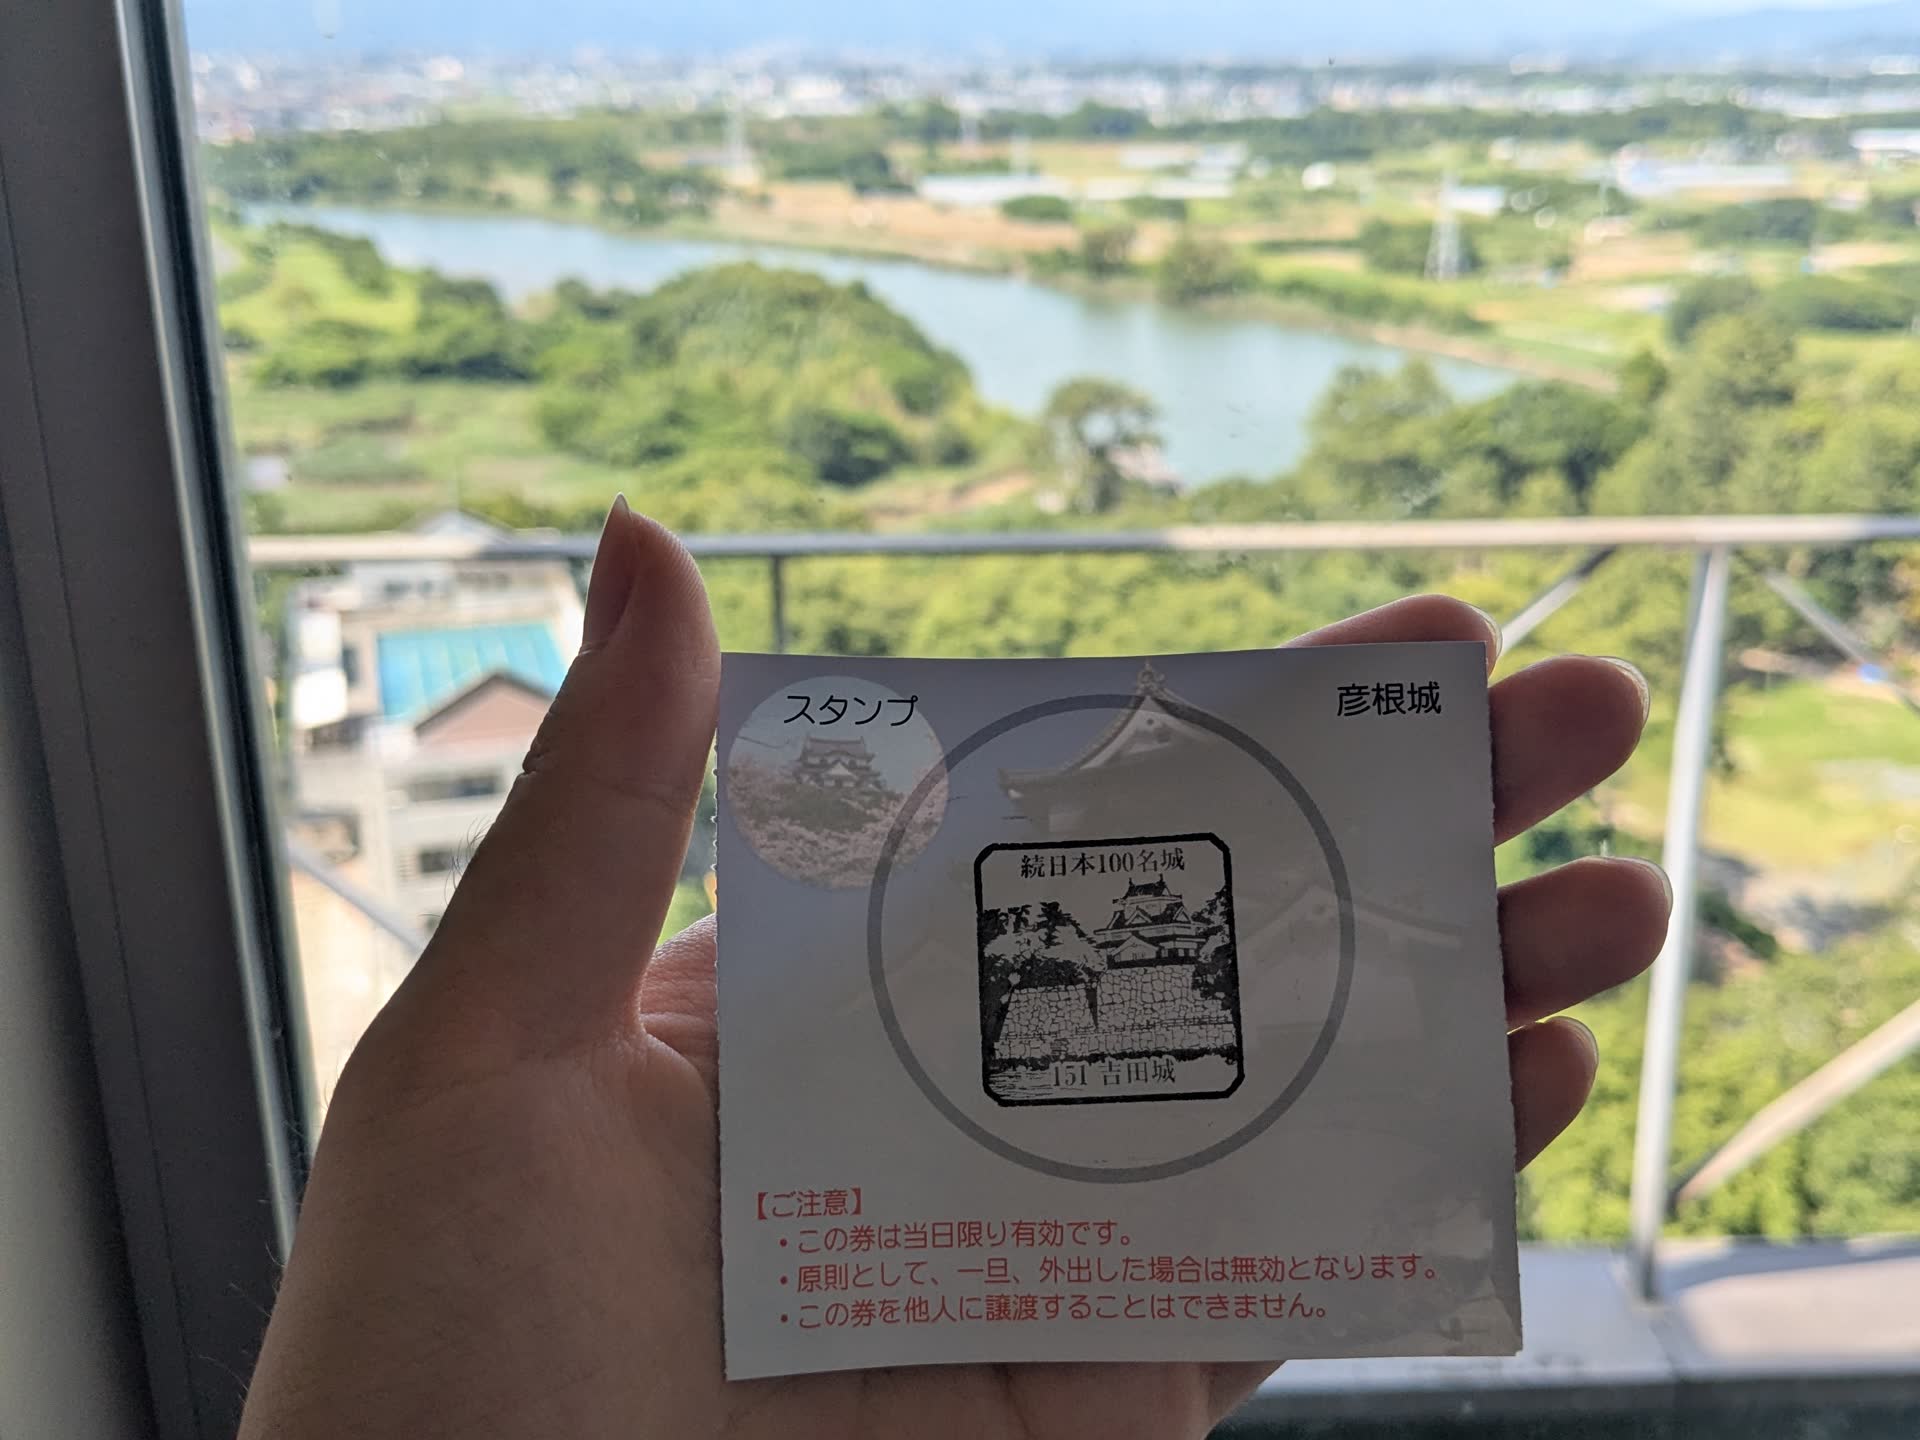 スタンプ
彦根城
続日本100名城
151 吉田城
【ご注意】
・この券は当日限り有効です。
・原則として、一旦、外出した場合は無効となります。
・この券を他人に譲渡することはできません。